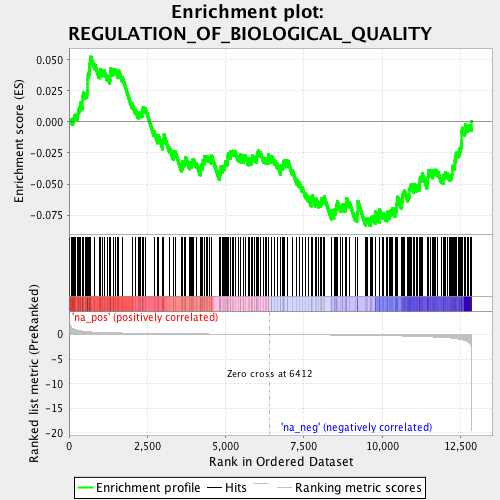 Enrichment plot:
REGULATION_OF_BIOLOGICAL_QUALITY
Enrichment score (ES)
0.050
0.025
0.000
-0.025
-0.050
-0.075
'na_pos' (positively correlated)
Ranked list metric (PreRanked)
0
-5
-10
-15
-20
Zero cross at 6412
'na_neg' (negatively correlated)
0
2,500
5,000
7,500
10,000
12,500
Rank in Ordered Dataset
Enrichment profile
Hits
Ranking metric scores